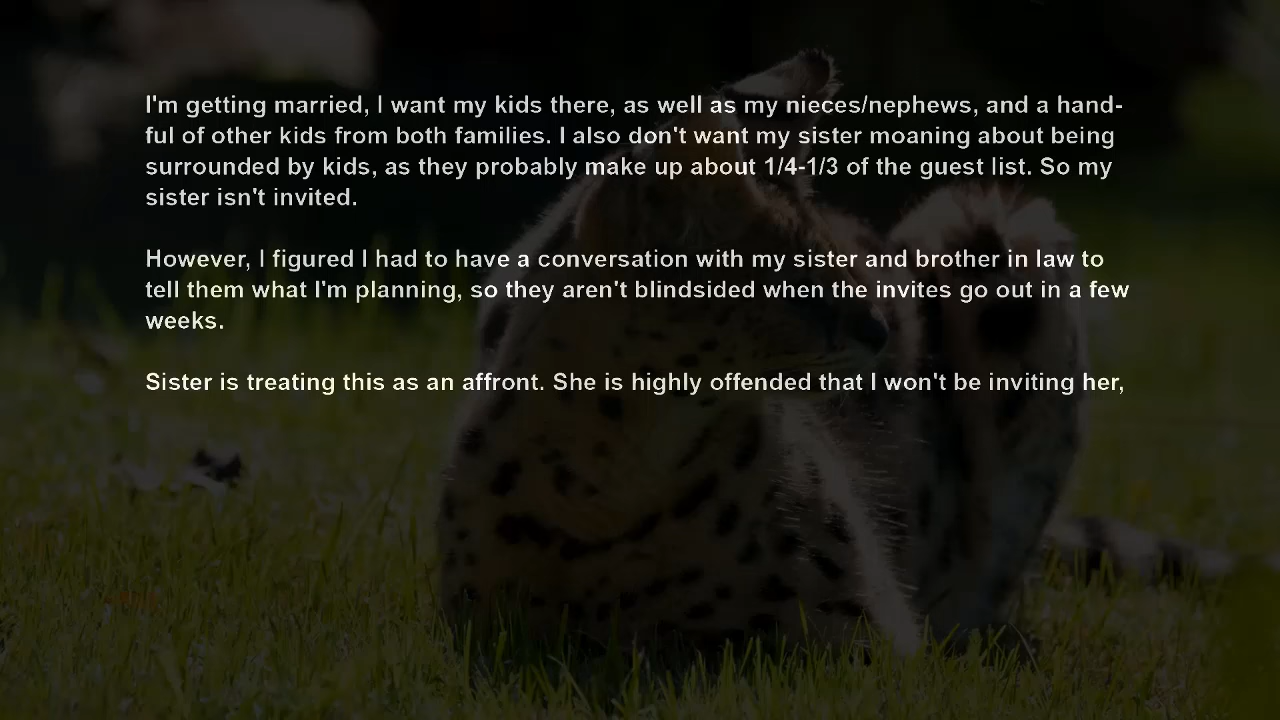 I'm getting married, I want my kids there, as well as my nieces/nephews, and a hand-
ful of other kids from both families. I also don't want my sister moaning about being
surrounded by kids, as they probably make up about 1/4-1/3 of the guest list. So my
sister isn't invited.
However, I figured I had to have a conversation with my sister and brother in law to
tell them what I'm planning, so they aren't blindsided when the invites go out in a few
weeks.
Sister is treating this as an affront. She is highly offended that I won't be inviting her,